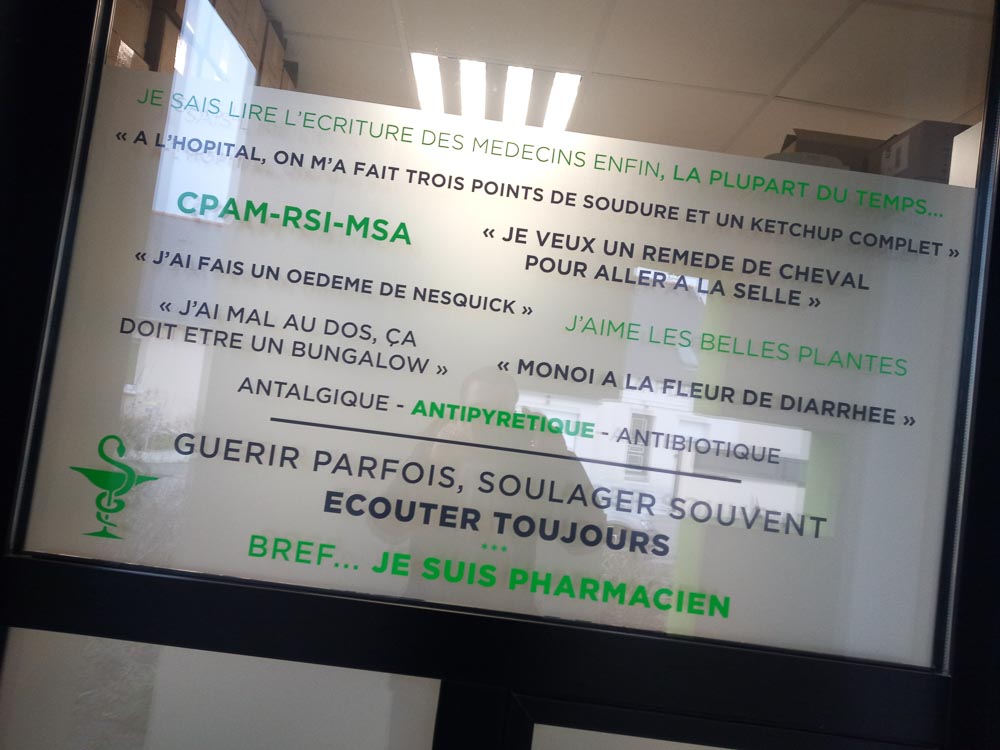 JE SAIS LIRE L'ECRITURE DES MEDECINS ENFIN, LA PLUPART DU TEMPS...
« A L'HOPITAL, ON M'A FAIT TROIS POINTS DE SOUDURE ET UN KETCHUP COMPLET »
CPAM-RSI-MSA
« JE VEUX UN REMEDE DE CHEVAL
POUR ALLER A LA SELLE »
« J'AI FAIS UN OEDEME DE NESQUICK »
J'AIME LES BELLES PLANTES
« J'AI MAL AU DOS, ÇA
DOIT ETRE UN BUNGALOW »
« MONOI A LA FLEUR DE DIARRHEE »
ANTALGIQUE - ANTIPYRETIQUE - ANTIBIOTIQUE
GUERIR PARFOIS, SOULAGER SOUVENT
ECOUTER TOUJOURS
***
BREF... JE SUIS PHARMACIEN